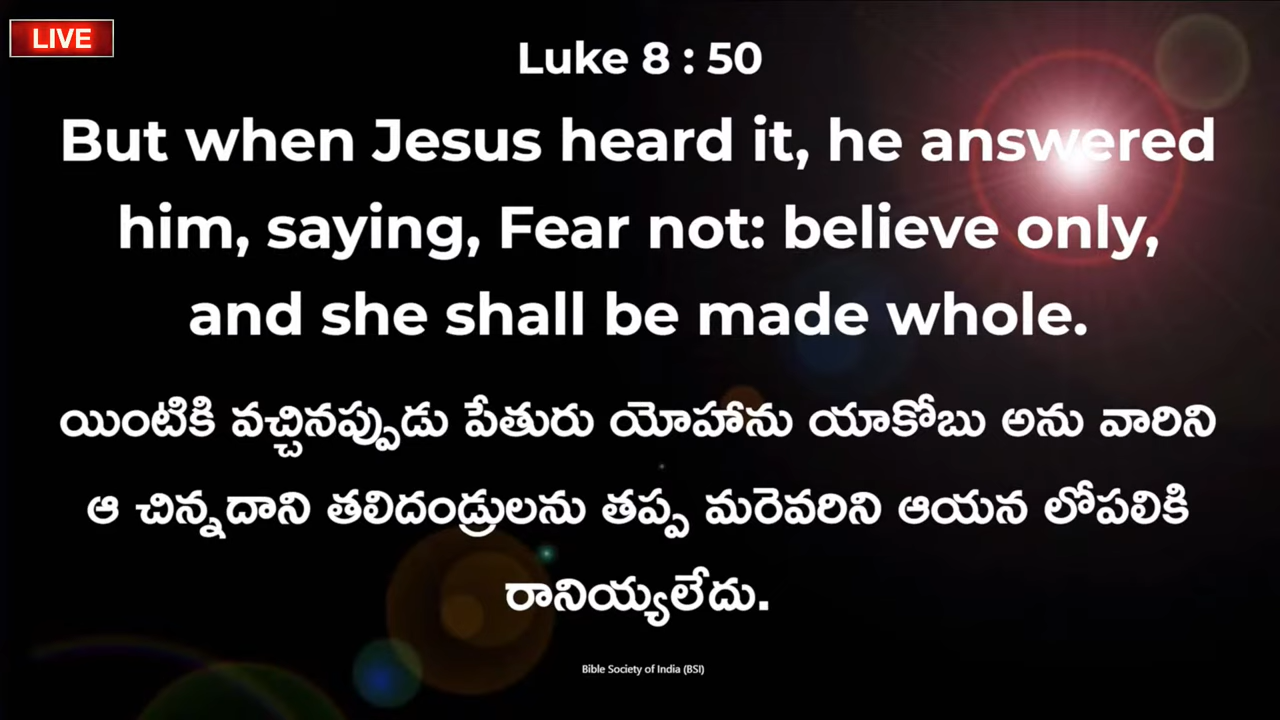 LIVE
Luke 8 : 50
But when Jesus heard it, he answered
him, saying, Fear not: believe only,
and she shall be made whole.
యింటికి వచ్చినప్పుడు పేతురు యోహాను యాకోబు అను వారిని
ఆ చిన్నదాని తలిదండ్రులను తప్ప మరెవరిని ఆయన లోపలికి
రానియ్యలేదు.
Bible Society of India (BSI)